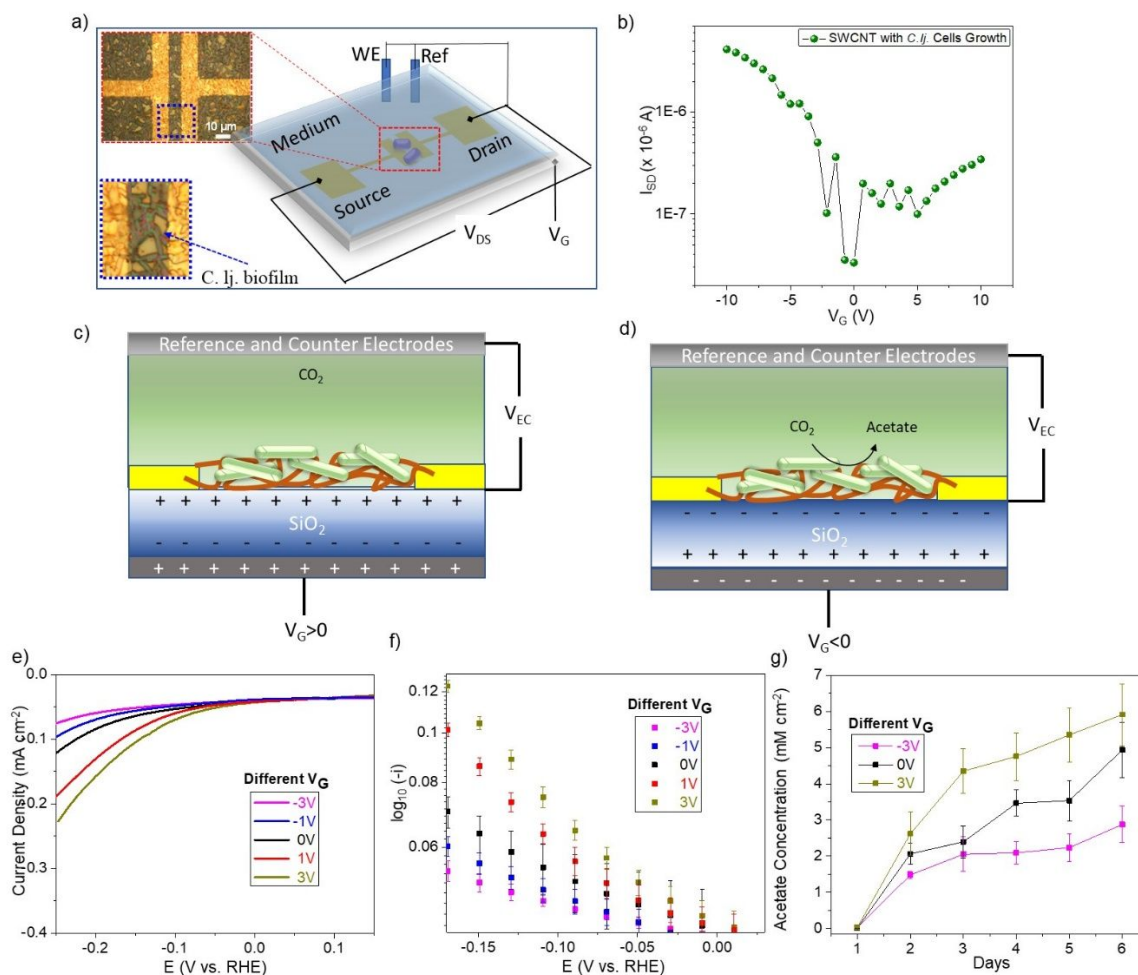 a)
WE
Ref
10 µm
Medium
Drain
Source
V_DS
V_G
C. lj. biofilm
b)
SWCNT with C.lj. Cells Growth
1E-6
1E-7
I_SD (x 10^-6 A)
-10 -5 0 5 10
V_G (V)
c)
Reference and Counter Electrodes
CO₂
V_EC
+ + + + + + + + + +
SiO₂
- - - - - - - - - -
+ + + + + + + + + +
V_G>0
d)
Reference and Counter Electrodes
CO₂ Acetate
V_EC
- - - - - - - - - -
SiO₂
+ + + + + + + + + +
- - - - - - - - - -
V_G<0
e)
0.0
0.1
0.2
0.3
-0.4
Current Density (mA cm⁻²)
Different V_G
-3V
-1V
0V
1V
3V
-0.2 -0.1 0.0 0.1
E (V vs. RHE)
f)
0.12
0.1
0.08
0.06
log₁₀ (-i)
Different V_G
-3V
-1V
0V
1V
3V
-0.15 -0.10 -0.05 0.00
E (V vs. RHE)
g)
7
6
5
4
3
2
1
0
Acetate Concentration (mM cm⁻²)
Different V_G
-3V
0V
3V
1 2 3 4 5 6
Days